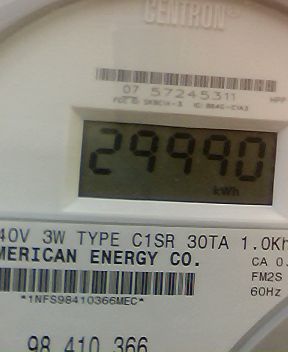 CENTRON®
07 57245311
29990
kWh
40V 3W TYPE C1SR 30TA 1.0Kh
MERICAN ENERGY CO.
CA 0.
FM2S
60Hz
*1NFS98410366MEC*
98 410 366